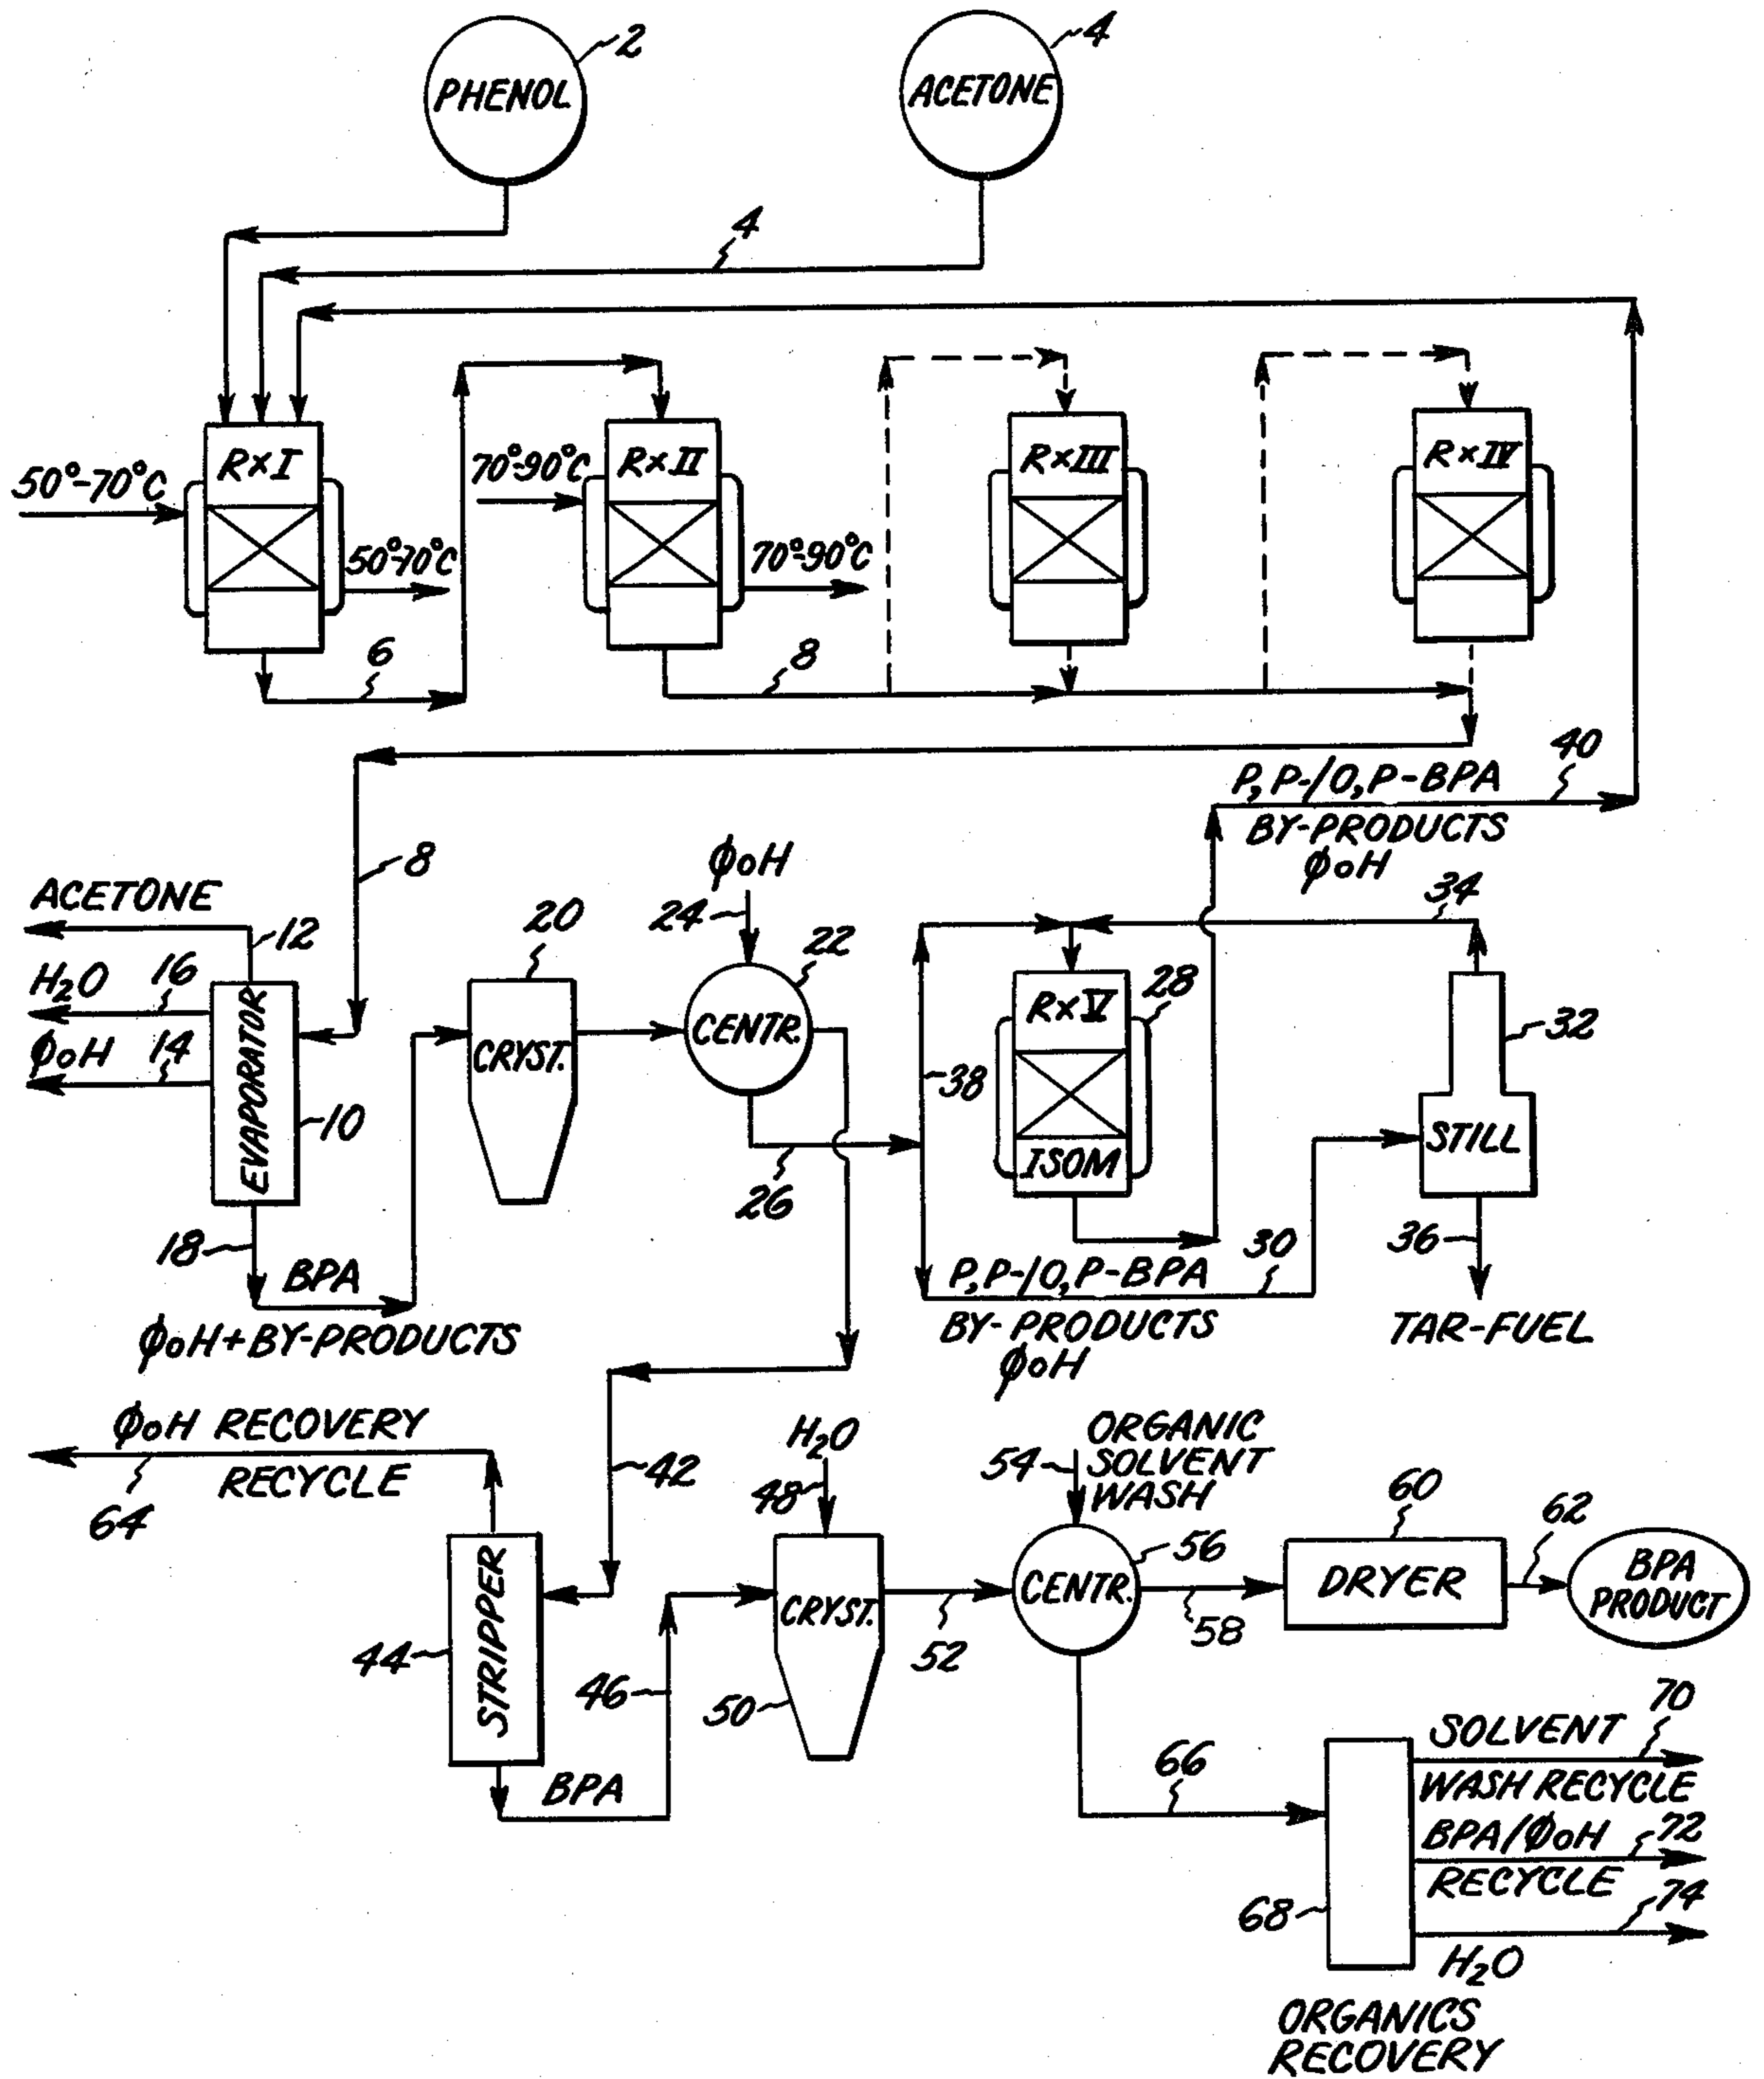 2
4
PHENOL
ACETONE
4
RxI
RxII
RxIII
RxIV
50°-70°C
70°-90°C
50°-70°C
70°-90°C
6
8
40
P,P-/O,P-BPA
BY-PRODUCTS
ϕoH
8
ϕoH
34
ACETONE
12
20
24
22
H2O
16
RxV
28
32
CENTR.
ϕoH
14
CRYST.
38
EVAPORATOR
10
STILL
ISOM
26
18
BPA
30
36
P,P-/O,P-BPA
ϕoH+BY-PRODUCTS
BY-PRODUCTS
TAR-FUEL
ϕoH
ϕoH RECOVERY
RECYCLE
64
42
H2O
48
54
ORGANIC
SOLVENT
WASH
60
62
56
STRIPPER
CRYST.
CENTR.
DRYER
BPA
PRODUCT
44
52
58
46
50
BPA
66
70
SOLVENT
WASH RECYCLE
BPA/ϕoH
72
RECYCLE
74
68
H2O
ORGANICS
RECOVERY